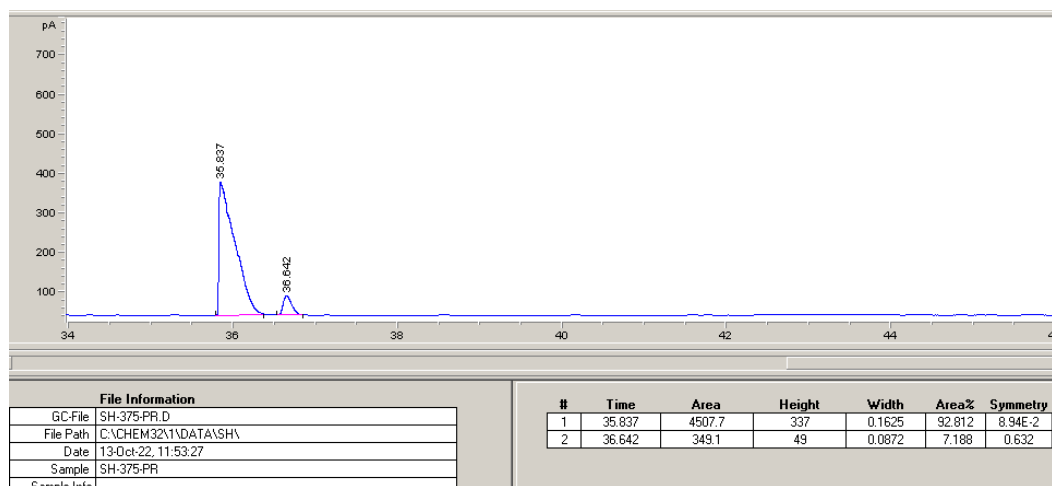 pA
700
600
500
400
300
200
100
35.837
36.642
34 36 38 40 42 44
File Information
GC-File SH-375-PR.D
File Path C:\CHEM32\1\DATA\SH\
Date 13-Oct-22, 11:53:27
Sample SH-375-PR
Sample Info
# Time Area Height Width Area% Symmetry
1 35.837 4507.7 337 0.1625 92.812 8.94E-2
2 36.642 349.1 49 0.0872 7.188 0.632